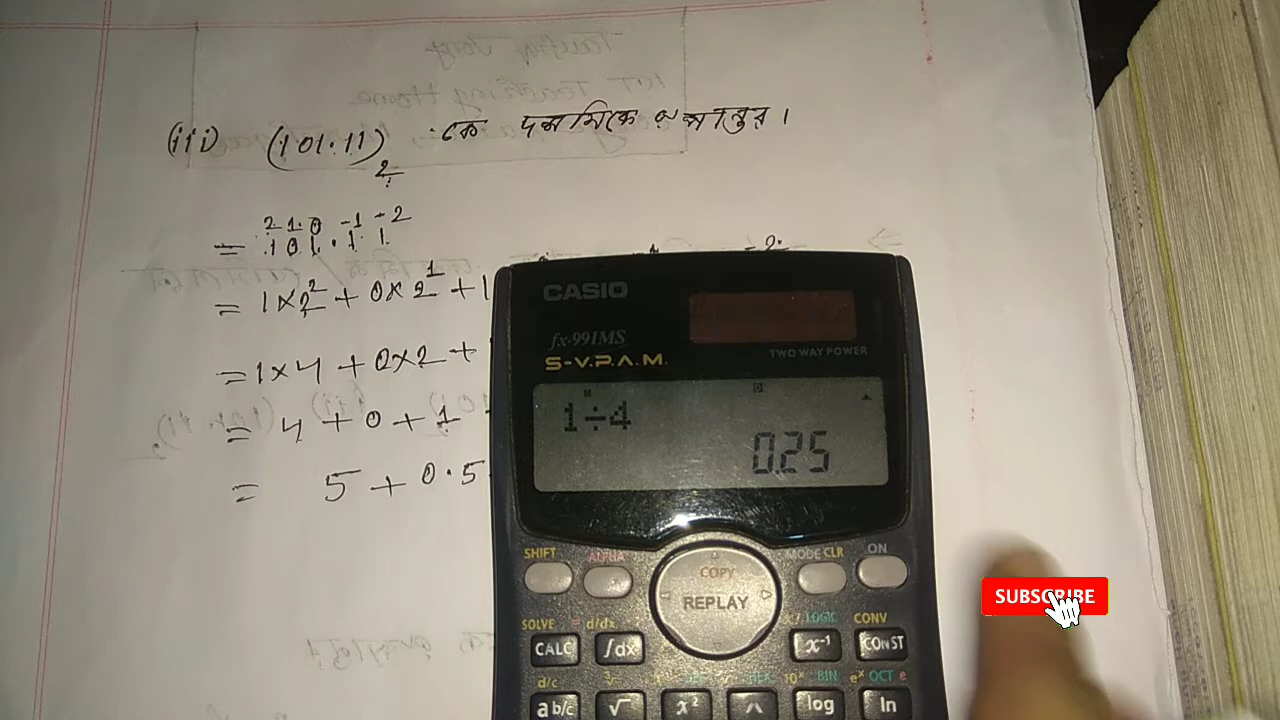 (iii) (101.11)₂ কে দশমিকে রূপান্তর।
2 1 0 -1 -2
= 1 0 1 . 1 1
= 1×2² + 0×2¹ + 1
= 1×4 + 0×2 +
= 4 + 0 + 1
= 5 + 0.5
CASIO
fx-991MS
S-V.P.A.M.
TWO WAY POWER
M D
1÷4
0.25
SHIFT ALPHA MODE CLR ON
COPY
REPLAY
SUBSCRIBE
SOLVE = d/dx x! LOGIC CONV
CALC ∫dx x⁻¹ CONST
d/c ³√ 10ˣ BIN eˣ OCT e
a b/c √ x² ^ log ln